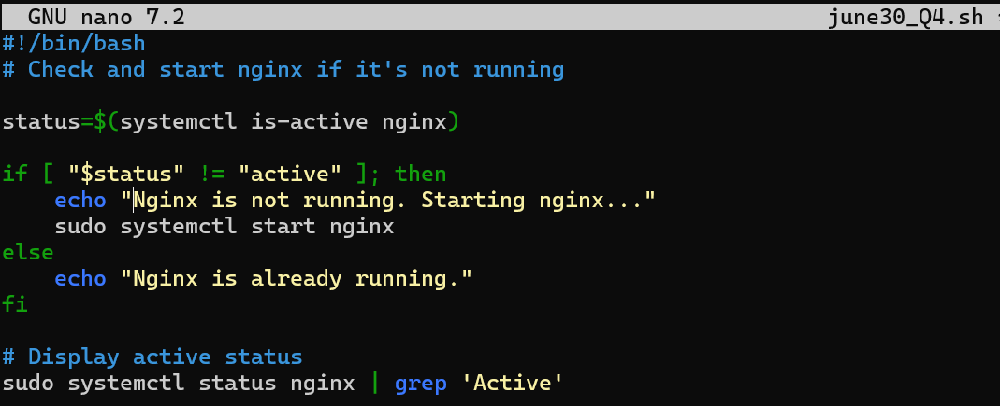 GNU nano 7.2 june30_Q4.sh
#!/bin/bash
# Check and start nginx if it's not running
status=$(systemctl is-active nginx)
if [ "$status" != "active" ]; then
    echo "Nginx is not running. Starting nginx..."
    sudo systemctl start nginx
else
    echo "Nginx is already running."
fi
# Display active status
sudo systemctl status nginx | grep 'Active'